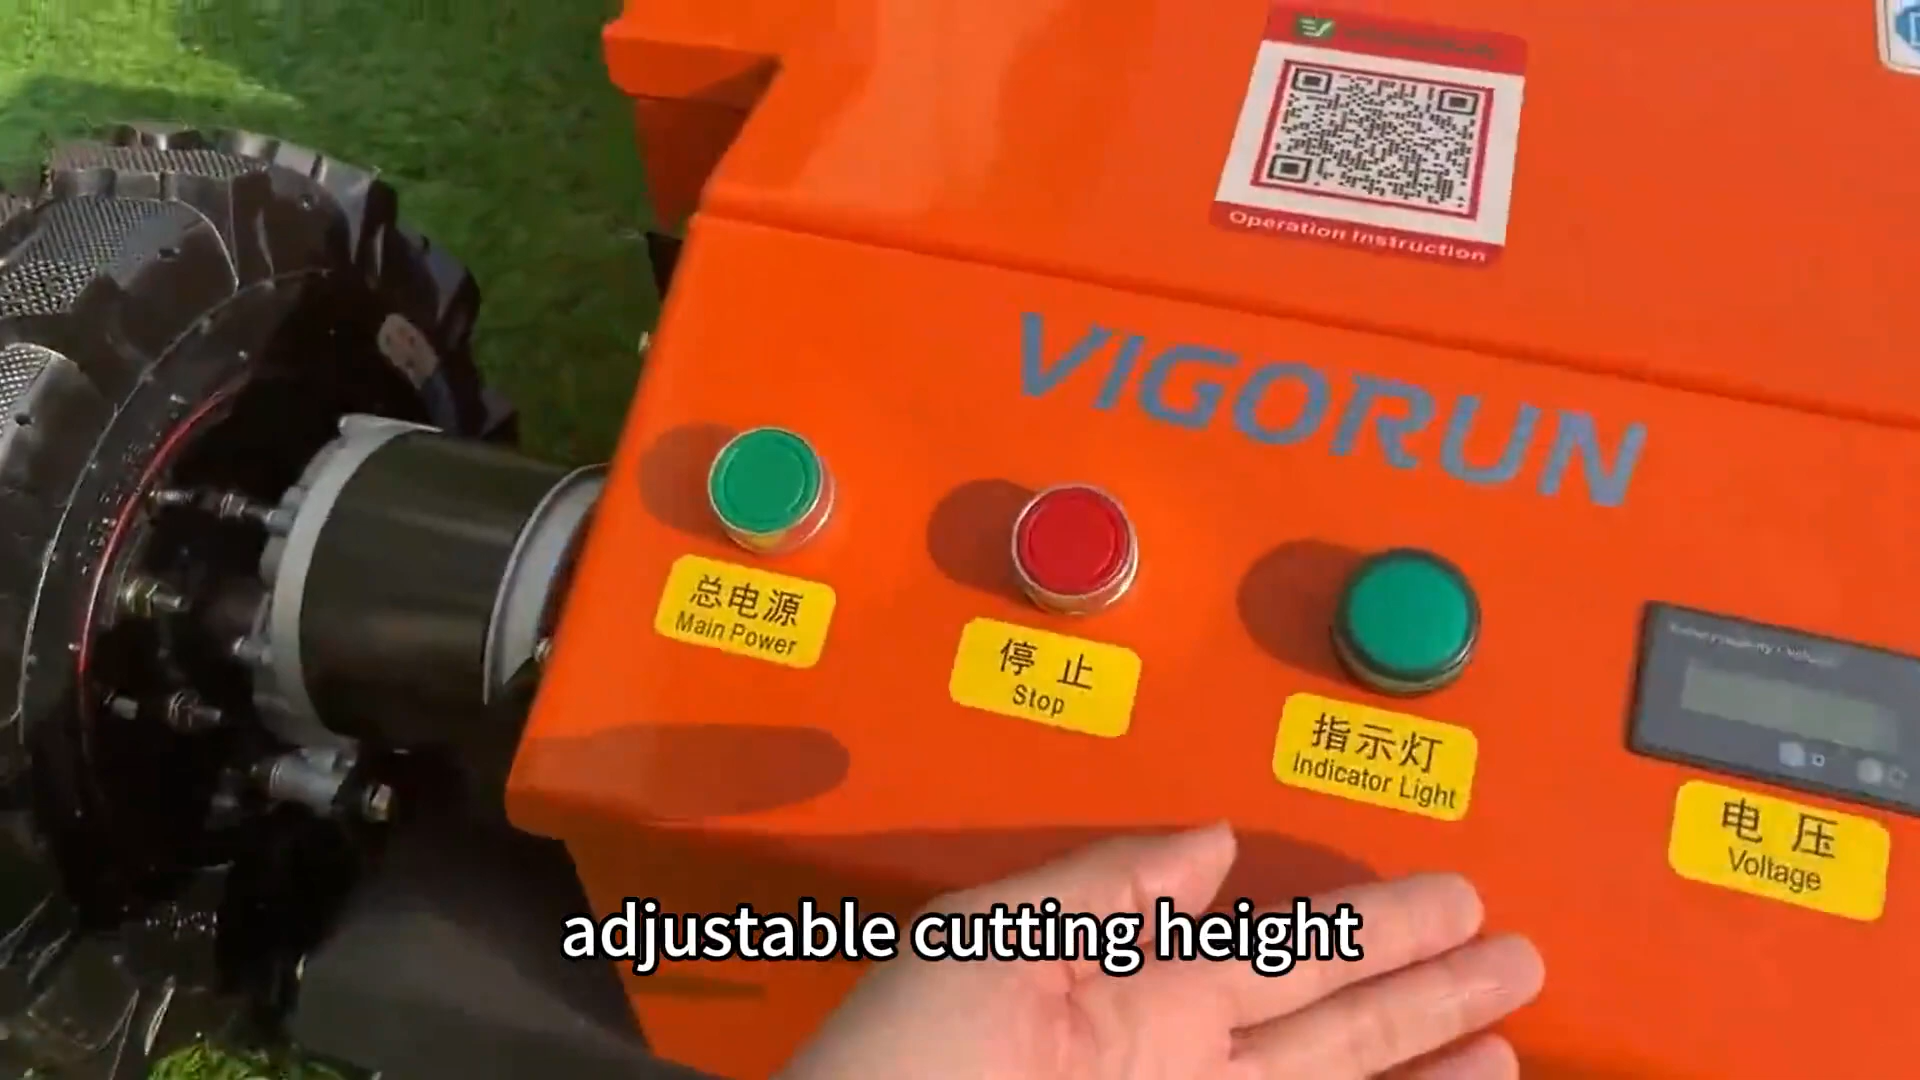 Operation Instruction
VIGORUN
总电源
Main Power
停止
Stop
指示灯
Indicator Light
电压
Voltage
adjustable cutting height